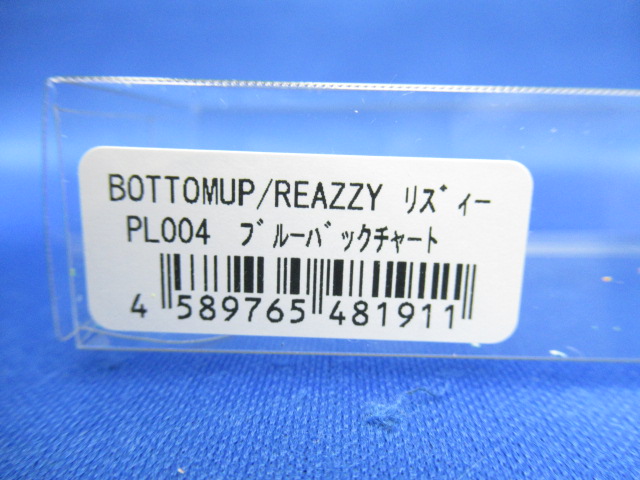 BOTTOMUP/REAZZY ﾘｽﾞｨｰ
PL004 ﾌﾞﾙｰﾊﾞｯｸﾁｬｰﾄ
4 589765 481911